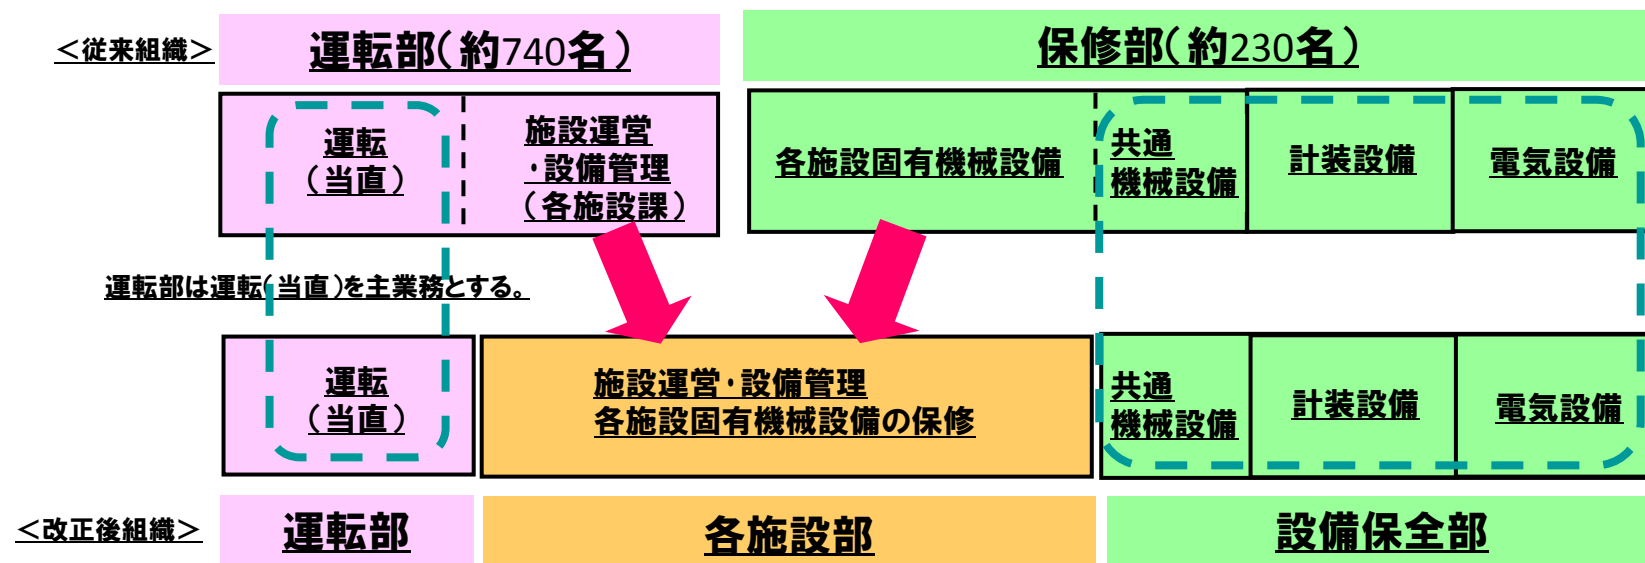 ＜従来組織＞
運転部(約740名)
保修部(約230名)
運転
(当直)
施設運営
・設備管理
(各施設課)
各施設固有機械設備
共通
機械設備
計装設備
電気設備
運転部は運転(当直)を主業務とする。
運転
(当直)
施設運営・設備管理
各施設固有機械設備の保修
共通
機械設備
計装設備
電気設備
＜改正後組織＞
運転部
各施設部
設備保全部